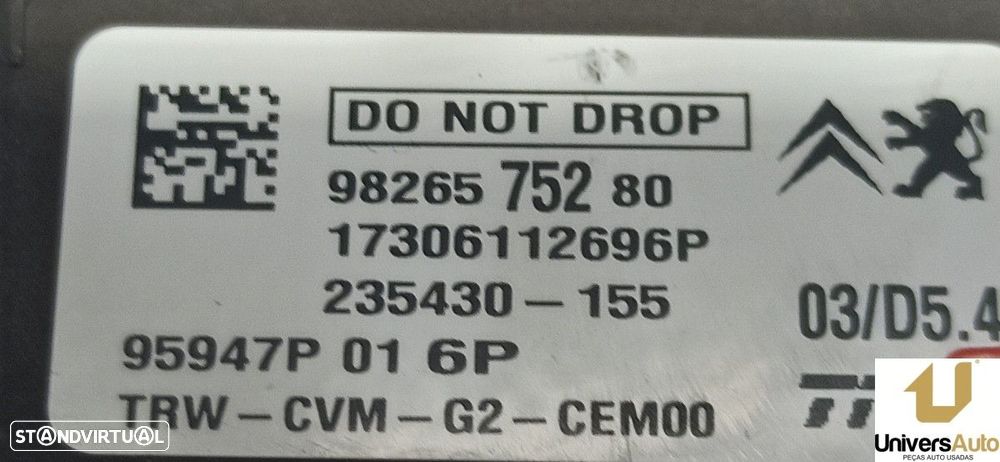 DO NOT DROP
98265 752 80
17306112696P
235430-155
03/D5.4
95947P 01 6P
TRW-CVM-G2-CEM00
STANDVIRTUAL
UniversAuto
PEÇAS AUTO USADAS